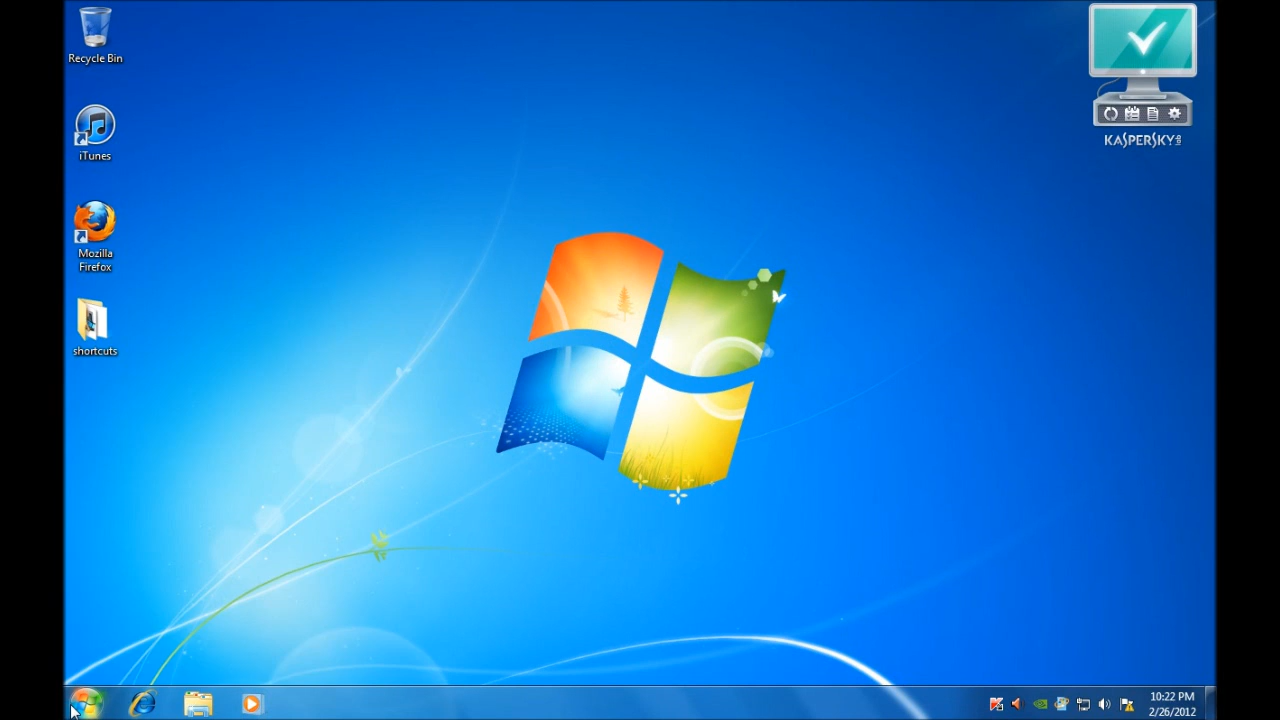 Recycle Bin
iTunes
Mozilla
Firefox
shortcuts
KASPERSKY
10:22 PM
2/26/2012